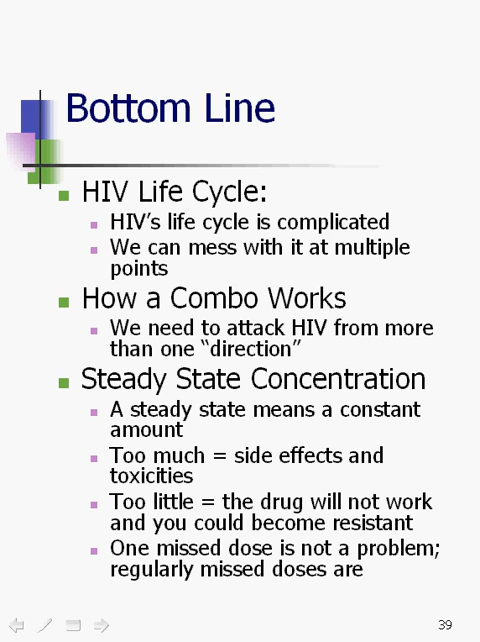 Bottom Line
HIV Life Cycle:
HIV's life cycle is complicated
We can mess with it at multiple
points
How a Combo Works
We need to attack HIV from more
than one “direction”
Steady State Concentration
A steady state means a constant
amount
Too much = side effects and
toxicities
Too little = the drug will not work
and you could become resistant
One missed dose is not a problem;
regularly missed doses are
39